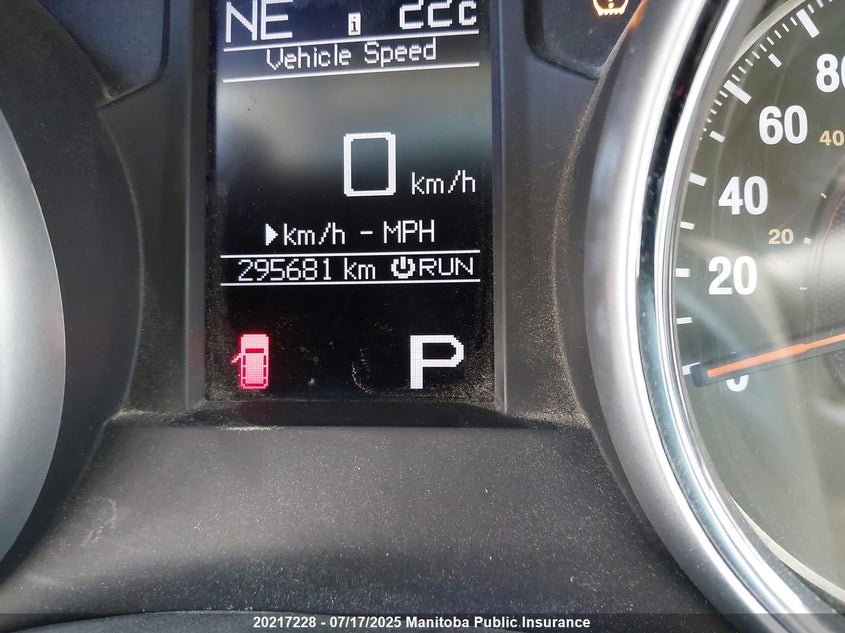 NE i 22C
Vehicle Speed
0 km/h
km/h - MPH
295681 km RUN
P
80
60
40
40
20
20
0
20217228 - 07/17/2025 Manitoba Public Insurance